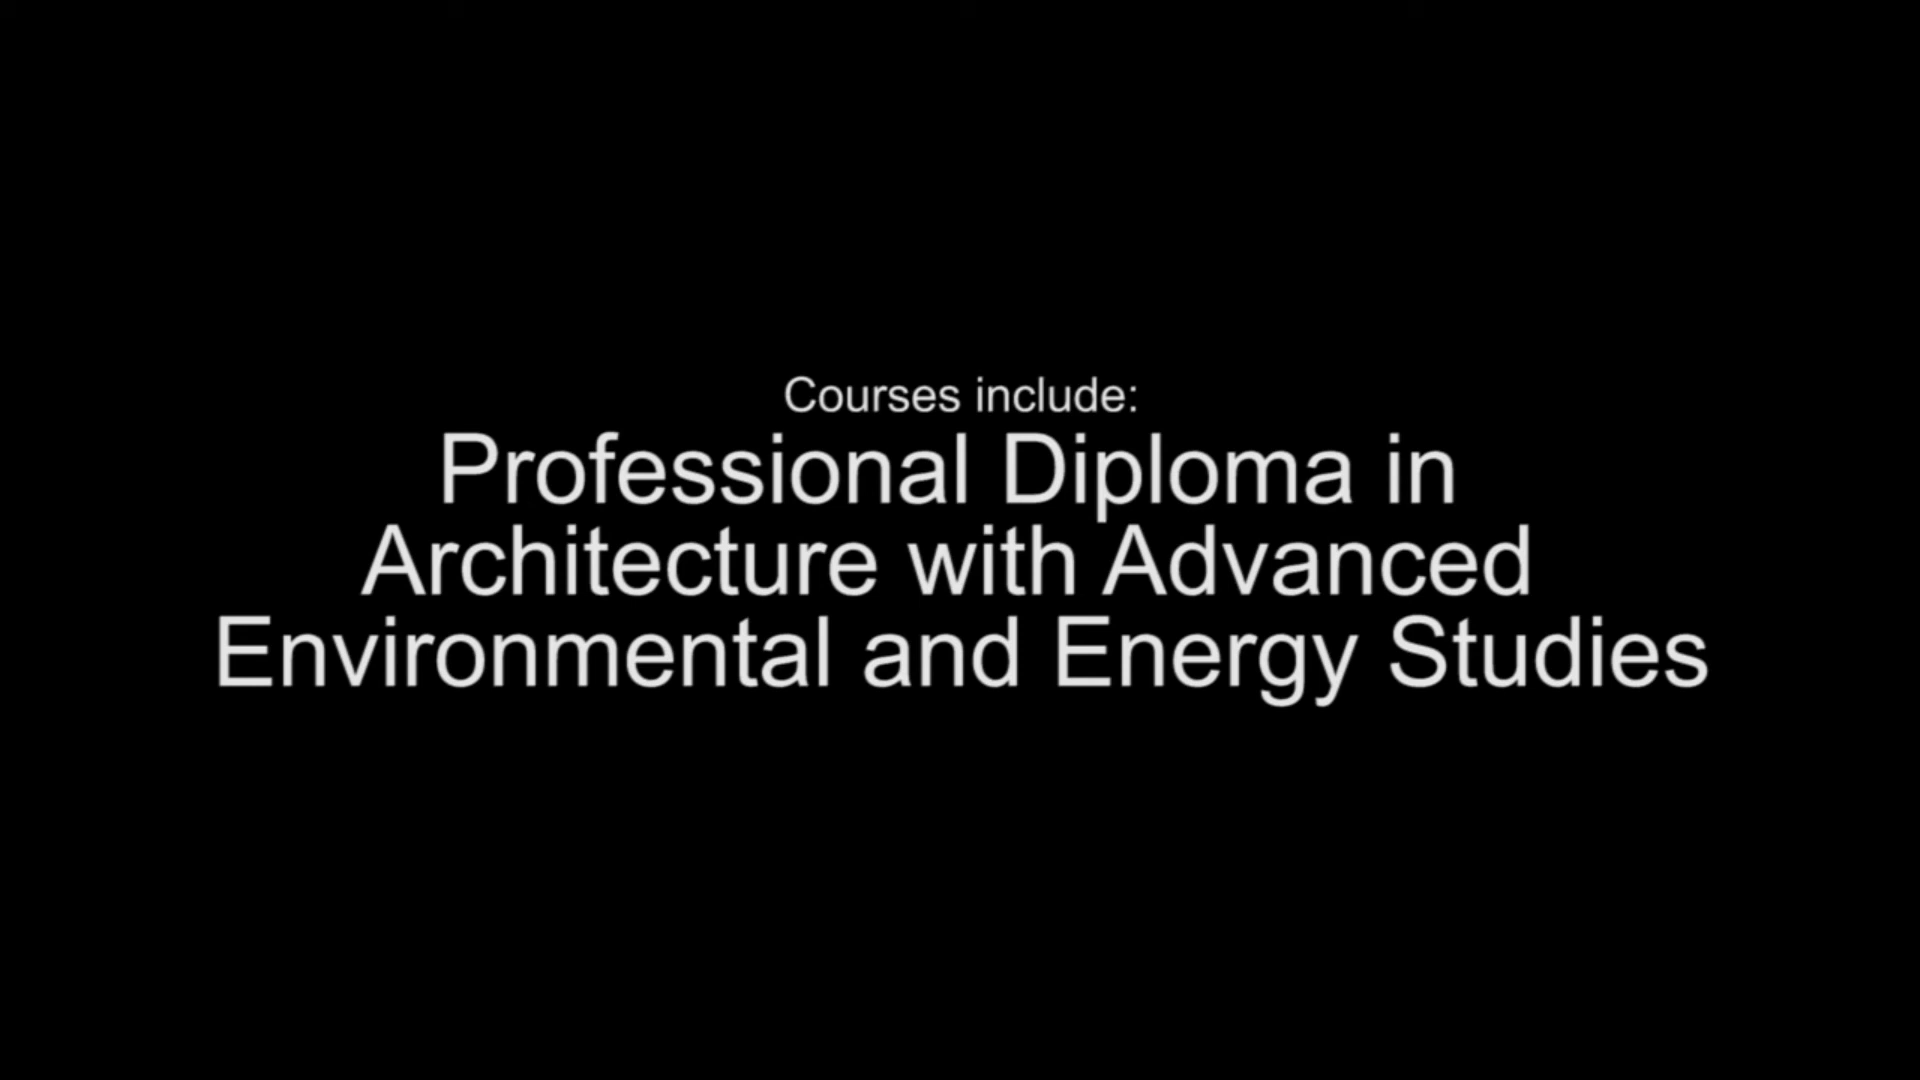 Courses include:
Professional Diploma in
Architecture with Advanced
Environmental and Energy Studies